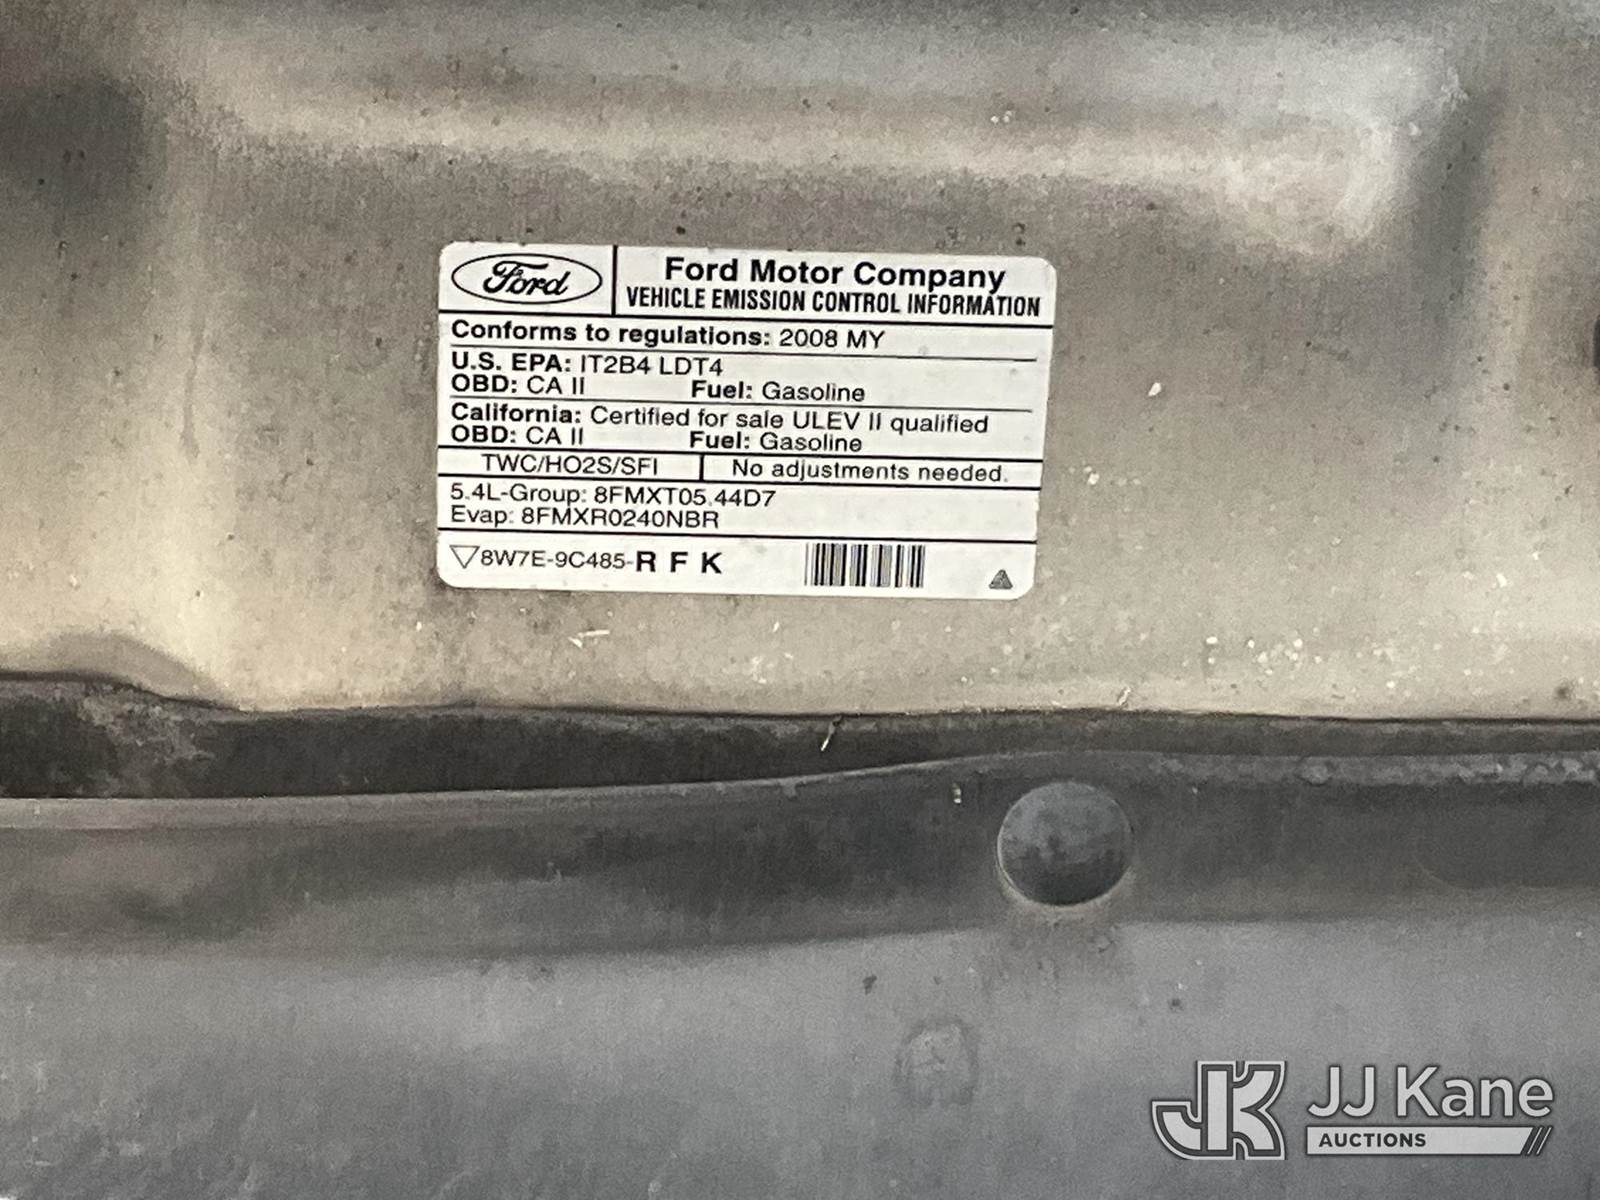 Ford
Ford Motor Company
VEHICLE EMISSION CONTROL INFORMATION
Conforms to regulations: 2008 MY
U.S. EPA: IT2B4 LDT4
OBD: CA II Fuel: Gasoline
California: Certified for sale ULEV II qualified
OBD: CA II Fuel: Gasoline
TWC/HO2S/SFI No adjustments needed.
5.4L-Group: 8FMXT05.44D7
Evap: 8FMXR0240NBR
8W7E-9C485-R F K
JK JJ Kane
AUCTIONS